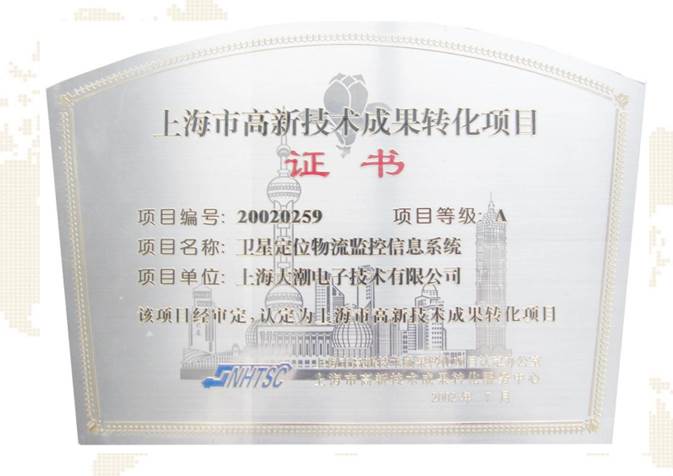 上海市高新技术成果转化项目
证书
项目编号: 20020259 项目等级: A
项目名称: 卫星定位物流监控信息系统
项目单位: 上海大潮电子技术有限公司
该项目经审定,认定为上海市高新技术成果转化项目
SNHTSC
上海市高新技术成果转化服务中心
2002年 7月